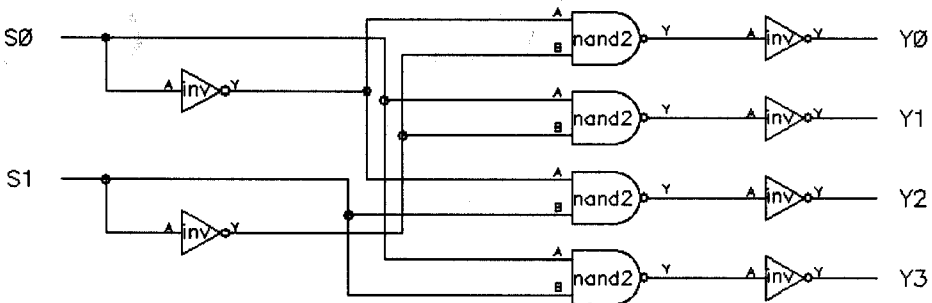 A
S0 nand2 Y A inv Y Y0
B
A inv Y
A
nand2 Y A inv Y Y1
B
A
S1 nand2 Y A inv Y Y2
B
A inv Y
A
nand2 Y A inv Y Y3
B